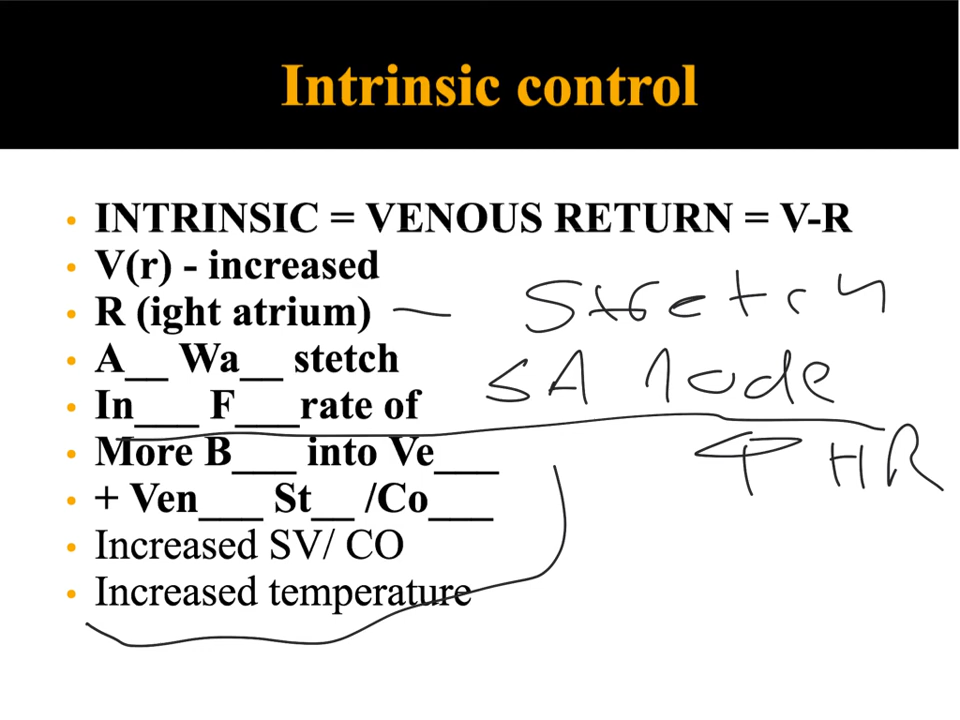 Intrinsic control
• INTRINSIC = VENOUS RETURN = V-R
• V(r) - increased
• R (ight atrium) — Stretch
• A__ Wa__ stetch
SA node
• In___ F___rate of
• More B___ into Ve___
↑ HR
• + Ven___ St__ /Co___
• Increased SV/ CO
• Increased temperature